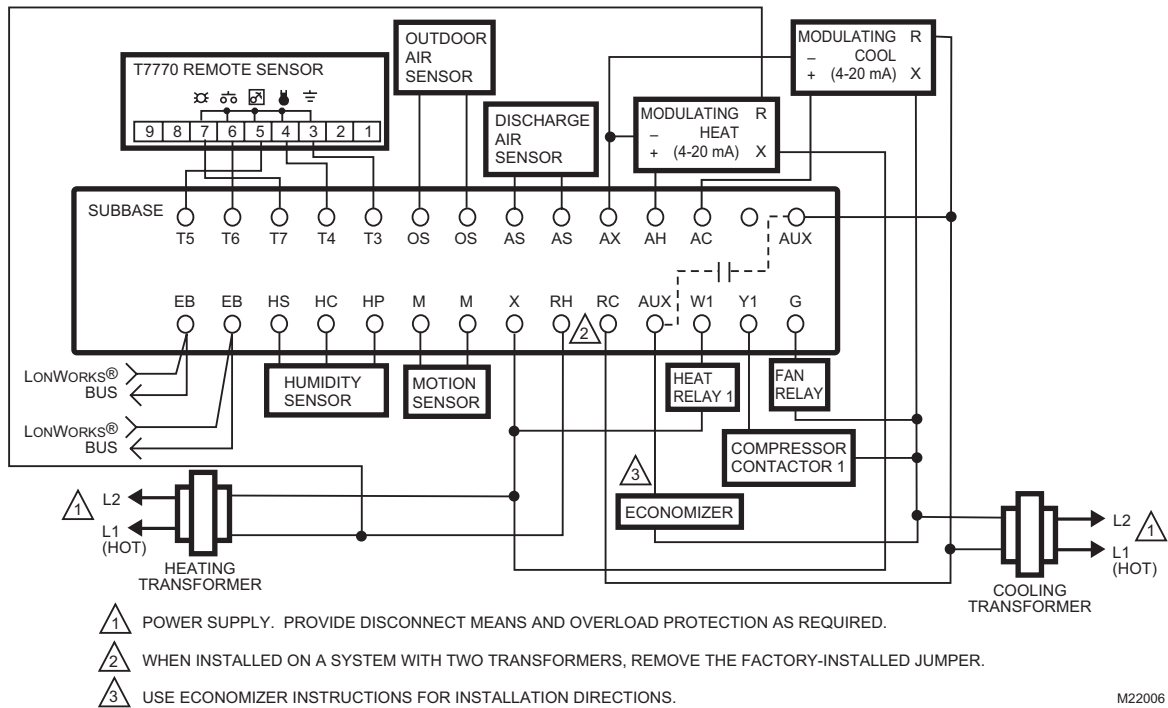 OUTDOOR
AIR
SENSOR
MODULATING R
– COOL
+ (4-20 mA) X
T7770 REMOTE SENSOR
9 8 7 6 5 4 3 2 1
DISCHARGE
AIR
SENSOR
MODULATING R
– HEAT
+ (4-20 mA) X
SUBBASE
T5 T6 T7 T4 T3 OS OS AS AS AX AH AC AUX
EB EB HS HC HP M M X RH RC AUX W1 Y1 G
2
LONWORKS®
BUS
LONWORKS®
BUS
HUMIDITY
SENSOR
MOTION
SENSOR
HEAT
RELAY 1
FAN
RELAY
COMPRESSOR
CONTACTOR 1
3
ECONOMIZER
1
L2
L1
(HOT)
HEATING
TRANSFORMER
L2
1
L1
(HOT)
COOLING
TRANSFORMER
1 POWER SUPPLY. PROVIDE DISCONNECT MEANS AND OVERLOAD PROTECTION AS REQUIRED.
2 WHEN INSTALLED ON A SYSTEM WITH TWO TRANSFORMERS, REMOVE THE FACTORY-INSTALLED JUMPER.
3 USE ECONOMIZER INSTRUCTIONS FOR INSTALLATION DIRECTIONS.
M22006